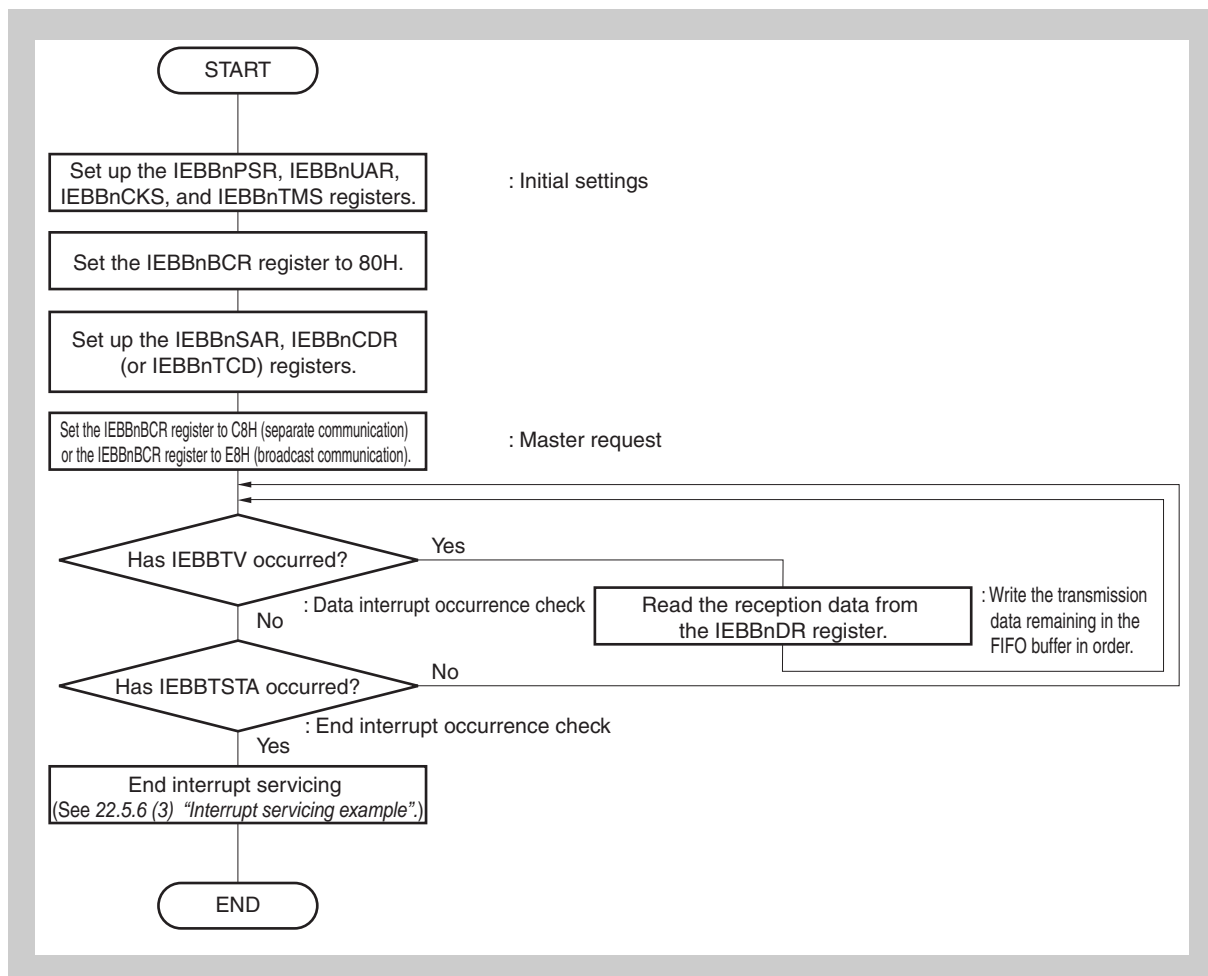 START
Set up the IEBBnPSR, IEBBnUAR,
IEBBnCKS, and IEBBnTMS registers.
: Initial settings
Set the IEBBnBCR register to 80H.
Set up the IEBBnSAR, IEBBnCDR
(or IEBBnTCD) registers.
Set the IEBBnBCR register to C8H (separate communication)
or the IEBBnBCR register to E8H (broadcast communication).
: Master request
Has IEBBTV occurred?
Yes
No
: Data interrupt occurrence check
Read the reception data from
the IEBBnDR register.
: Write the transmission
data remaining in the
FIFO buffer in order.
Has IEBBTSTA occurred?
No
: End interrupt occurrence check
Yes
End interrupt servicing
(See 22.5.6 (3) “Interrupt servicing example”.)
END